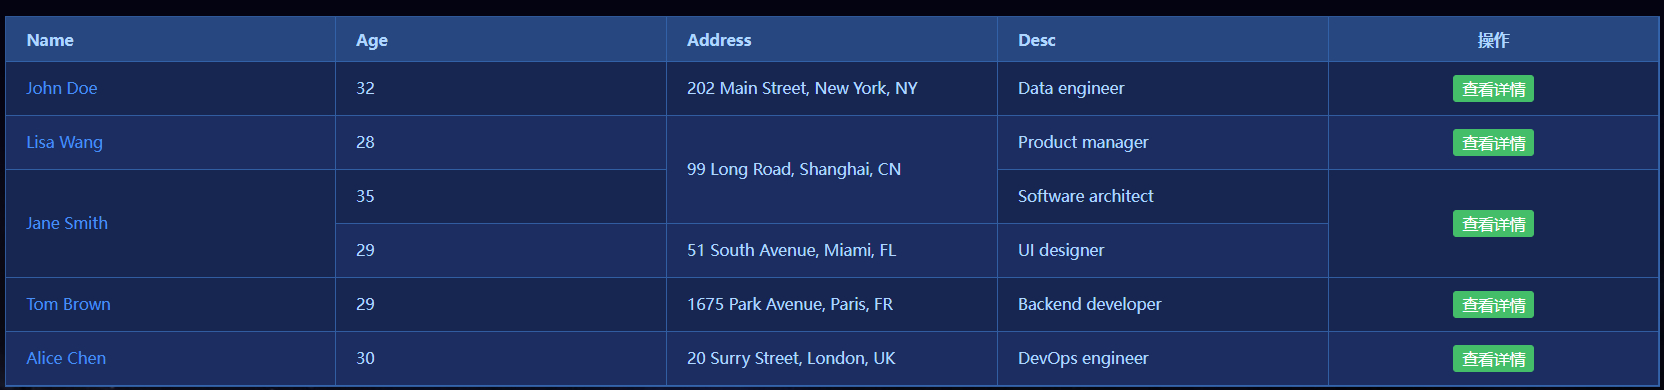 Name Age Address Desc 操作
John Doe 32 202 Main Street, New York, NY Data engineer 查看详情
Lisa Wang 28 99 Long Road, Shanghai, CN Product manager 查看详情
Jane Smith 35 Software architect 查看详情
29 51 South Avenue, Miami, FL UI designer
Tom Brown 29 1675 Park Avenue, Paris, FR Backend developer 查看详情
Alice Chen 30 20 Surry Street, London, UK DevOps engineer 查看详情